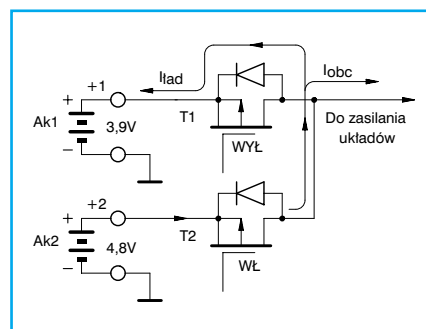 Iład
Iobc
+1
+
T1
Ak1
3,9V
–
WYŁ
Do zasilania
układów
+2
+
T2
Ak2
4,8V
–
WŁ